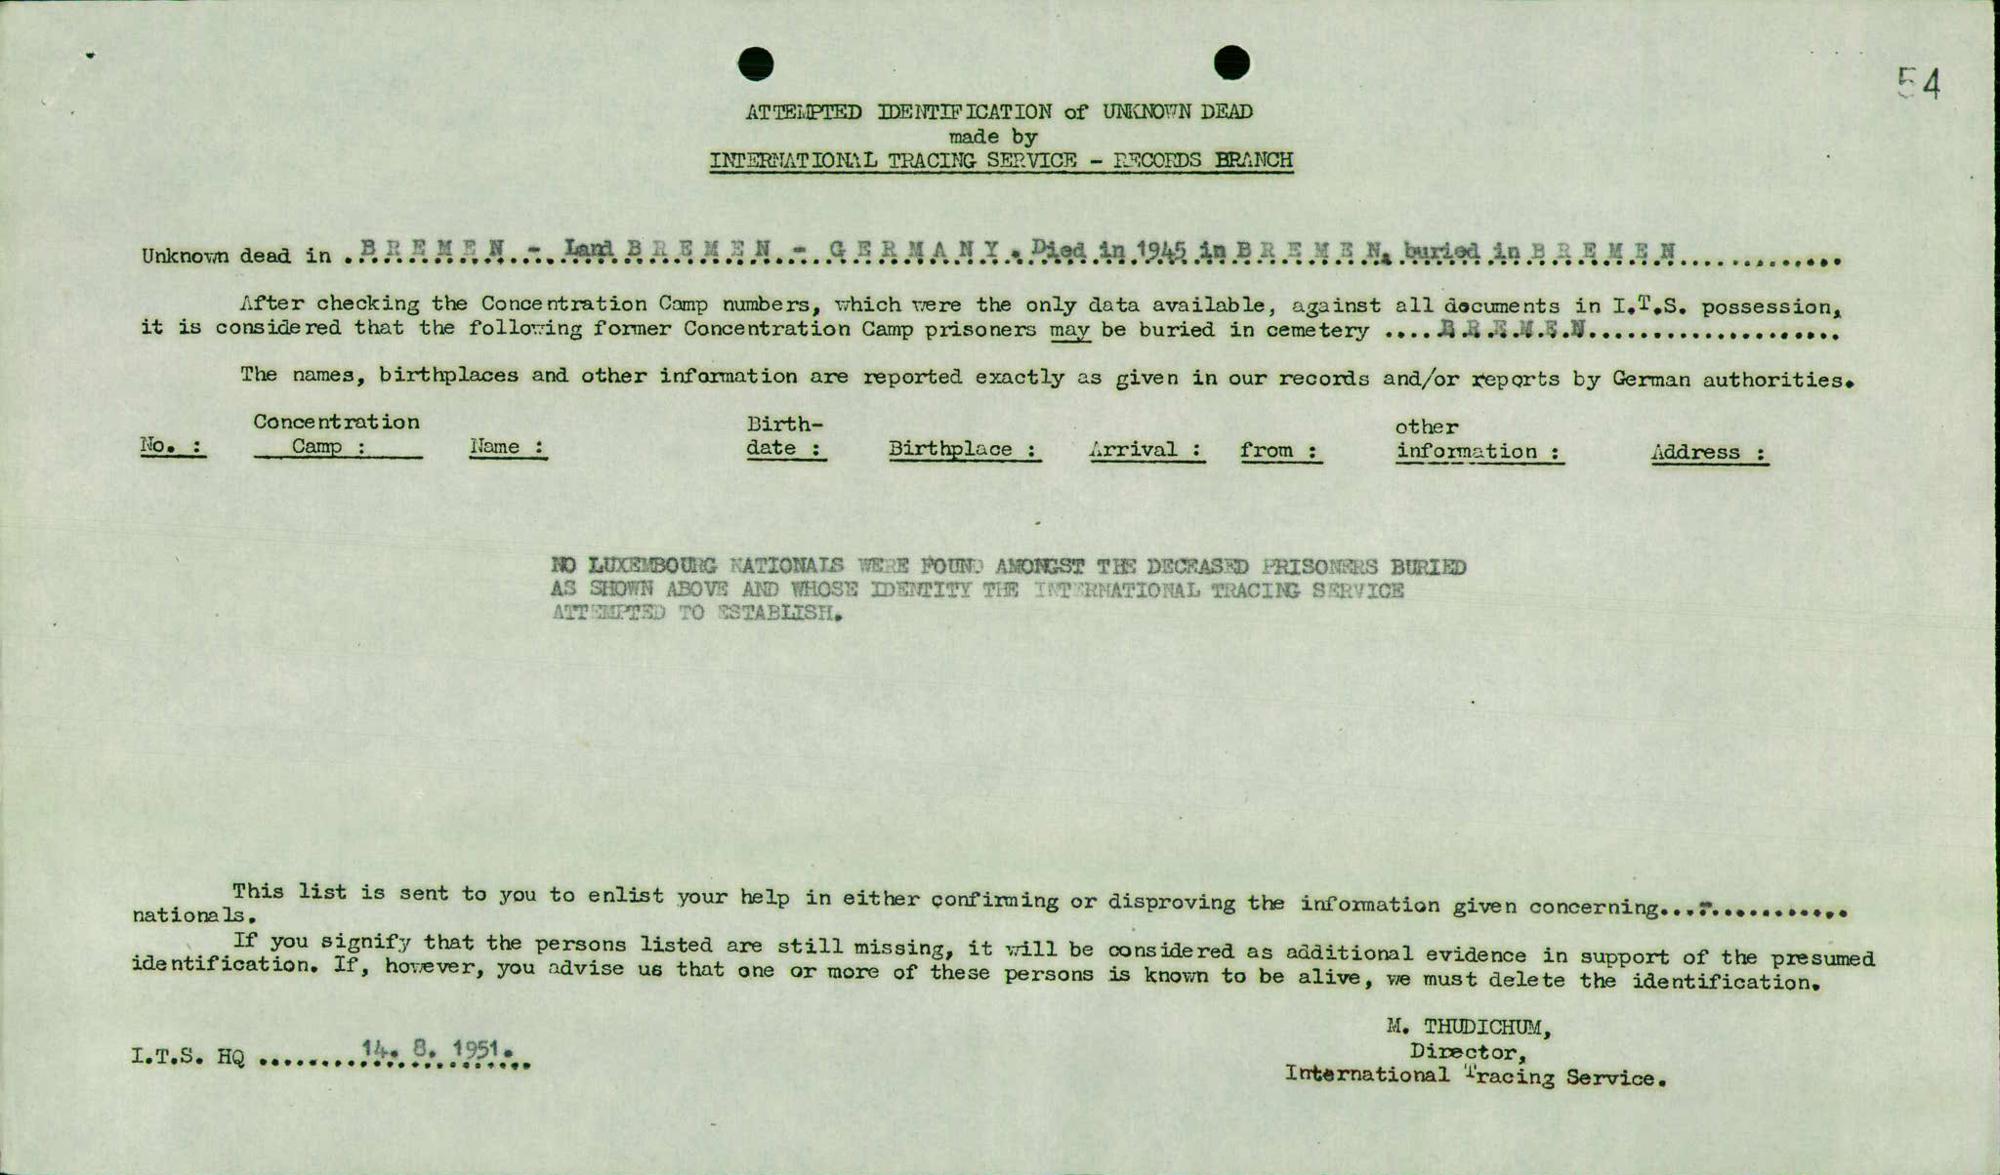 54
ATTEMPTED IDENTIFICATION of UNKNOWN DEAD
made by
INTERNATIONAL TRACING SERVICE - RECORDS BRANCH
Unknown dead in . B R E M E N - Land B R E M E N - G E R M A N Y . Died in 1945 in B R E M E N, buried in B R E M E N..............
After checking the Concentration Camp numbers, which were the only data available, against all documents in I.T.S. possession,
it is considered that the following former Concentration Camp prisoners may be buried in cemetery ....B.R.E.M.E.N.....................
The names, birthplaces and other information are reported exactly as given in our records and/or reports by German authorities.
No. : Concentration Camp : Name : Birth-date : Birthplace : Arrival : from : other information : Address :
NO LUXEMBOURG NATIONALS WERE FOUND AMONGST THE DECEASED PRISONERS BURIED
AS SHOWN ABOVE AND WHOSE IDENTITY THE INTERNATIONAL TRACING SERVICE
ATTEMPTED TO ESTABLISH.
This list is sent to you to enlist your help in either confirming or disproving the information given concerning.................
nationals.
If you signify that the persons listed are still missing, it will be considered as additional evidence in support of the presumed
identification. If, however, you advise us that one or more of these persons is known to be alive, we must delete the identification.
M. THUDICHUM,
Director,
International Tracing Service.
I.T.S. HQ .........14. 8. 1951..